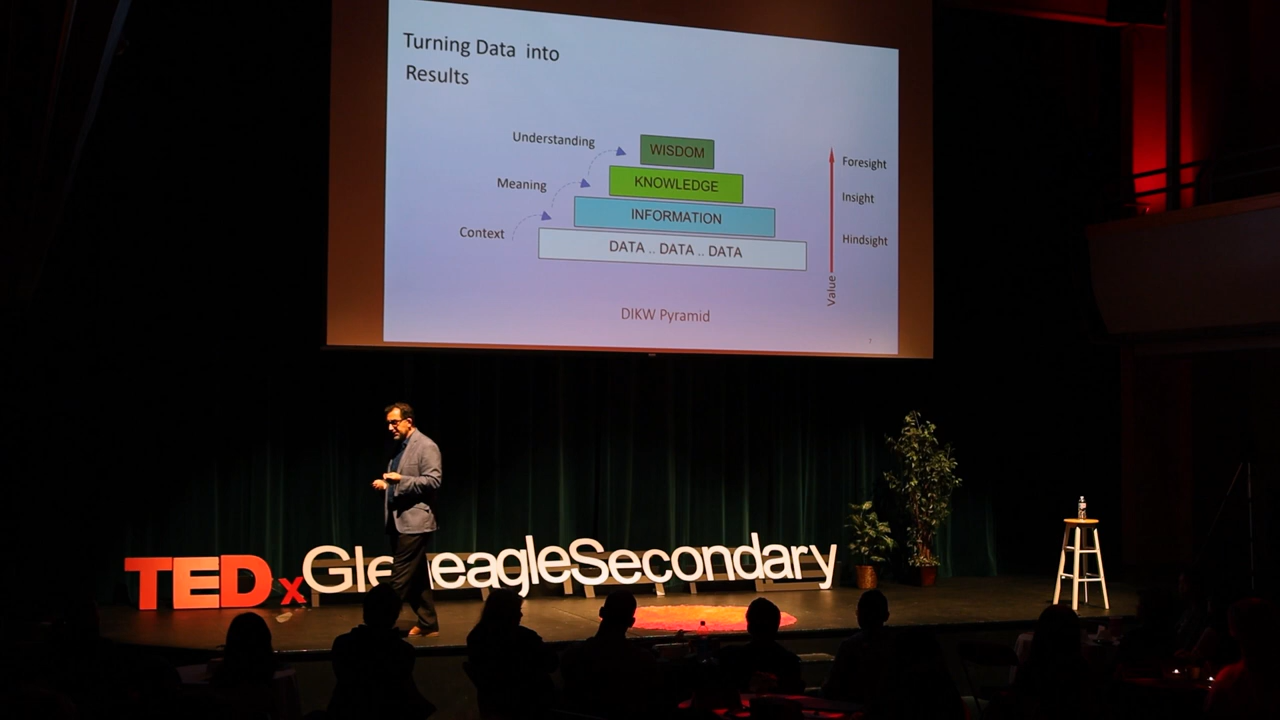 Turning Data into
Results
Understanding
WISDOM
Foresight
Meaning
KNOWLEDGE
Insight
Context
INFORMATION
Hindsight
DATA .. DATA .. DATA
Value
DIKW Pyramid
7
TEDxGleneagleSecondary